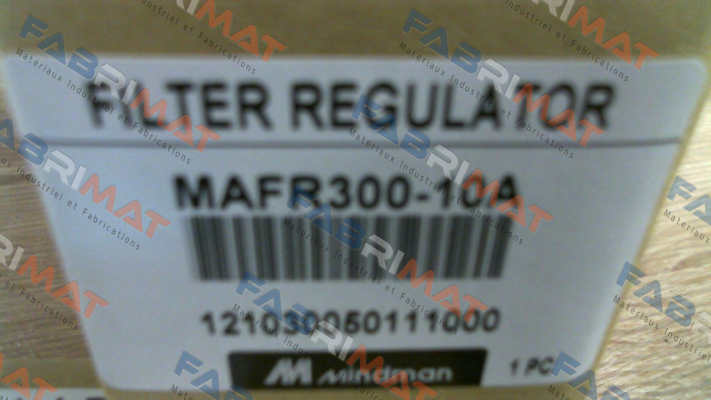 FILTER REGULATOR
MAFR300-10A
121030050111000
Mindman
1 PC
FABRIMAT
Materiaux Industriel et Fabrications